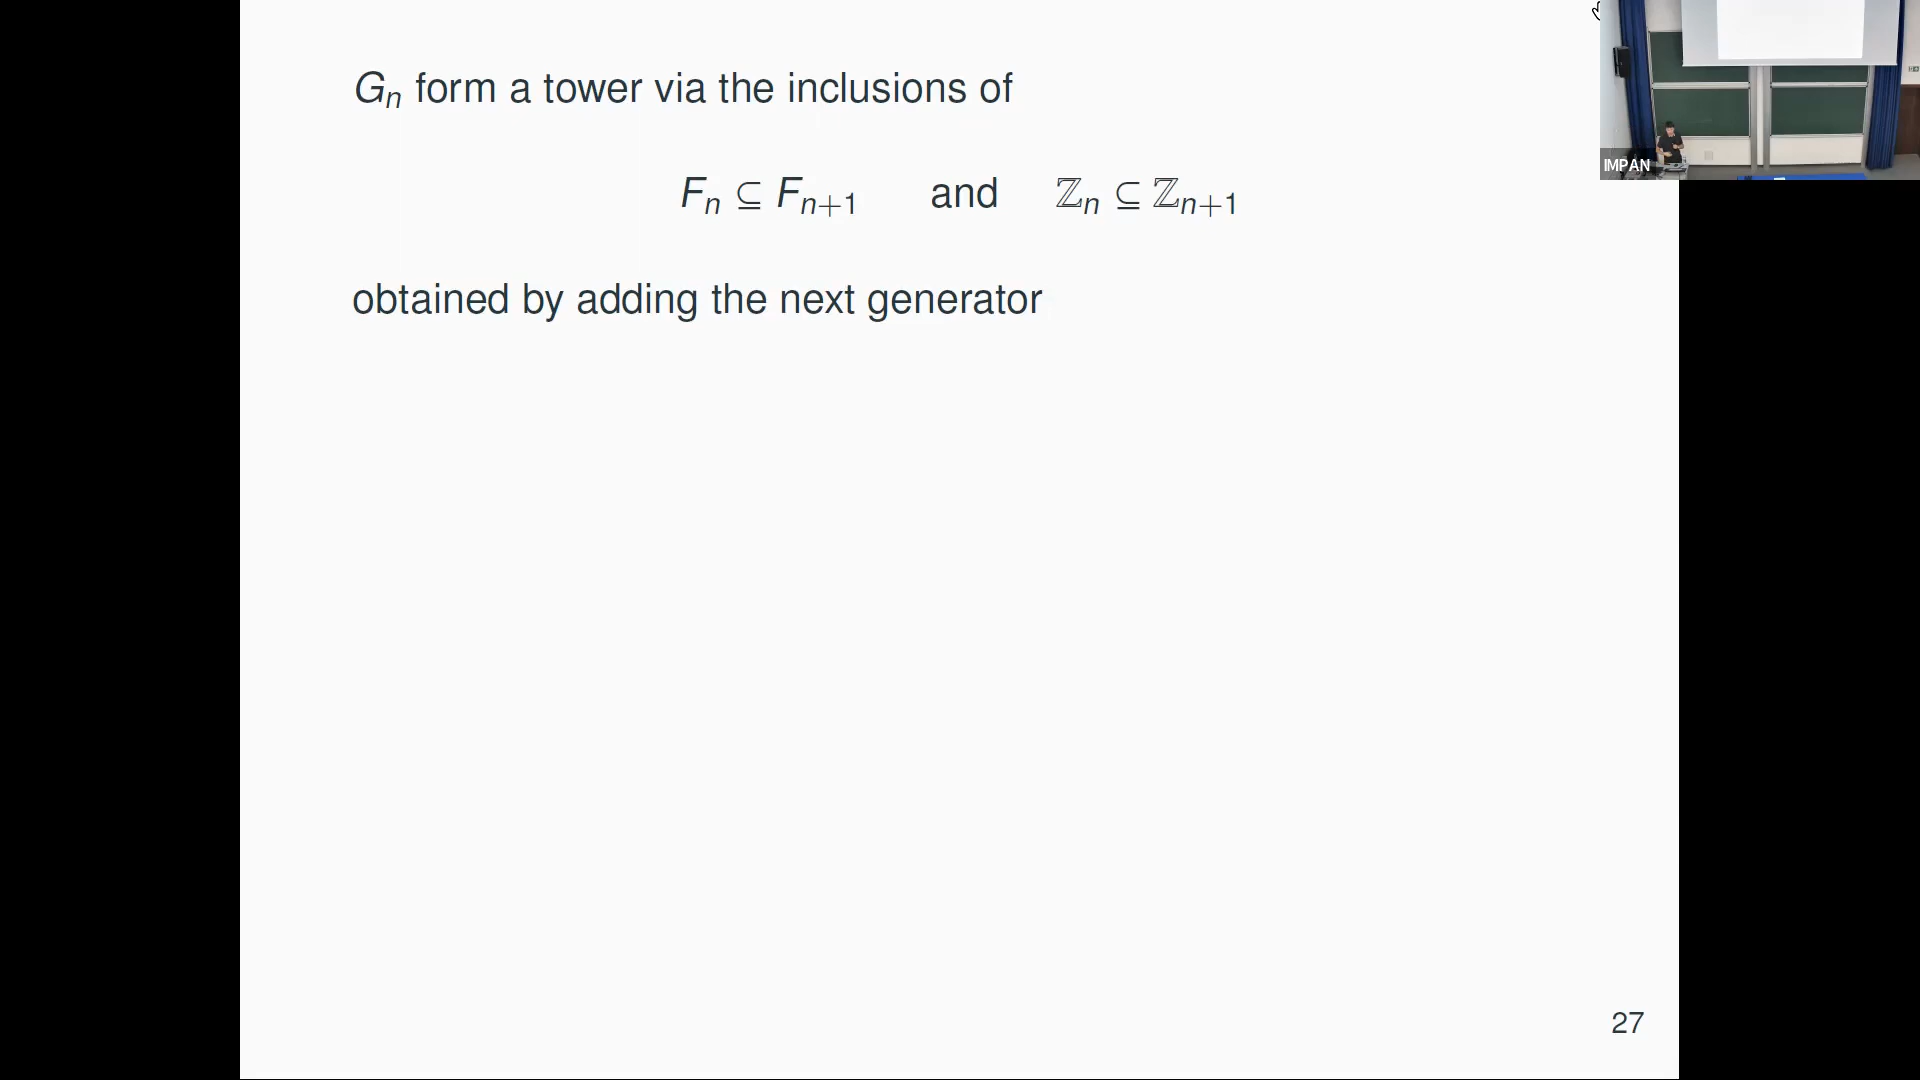 Gₙ form a tower via the inclusions of
Fₙ ⊆ Fₙ₊₁ and ℤₙ ⊆ ℤₙ₊₁
obtained by adding the next generator
IMPAN
27